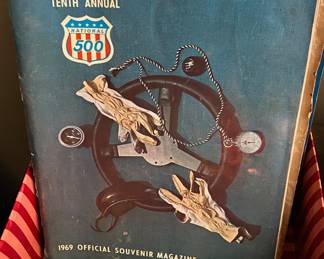 TENTH ANNUAL
NATIONAL
500
1969 OFFICIAL SOUVENIR MAGAZINE